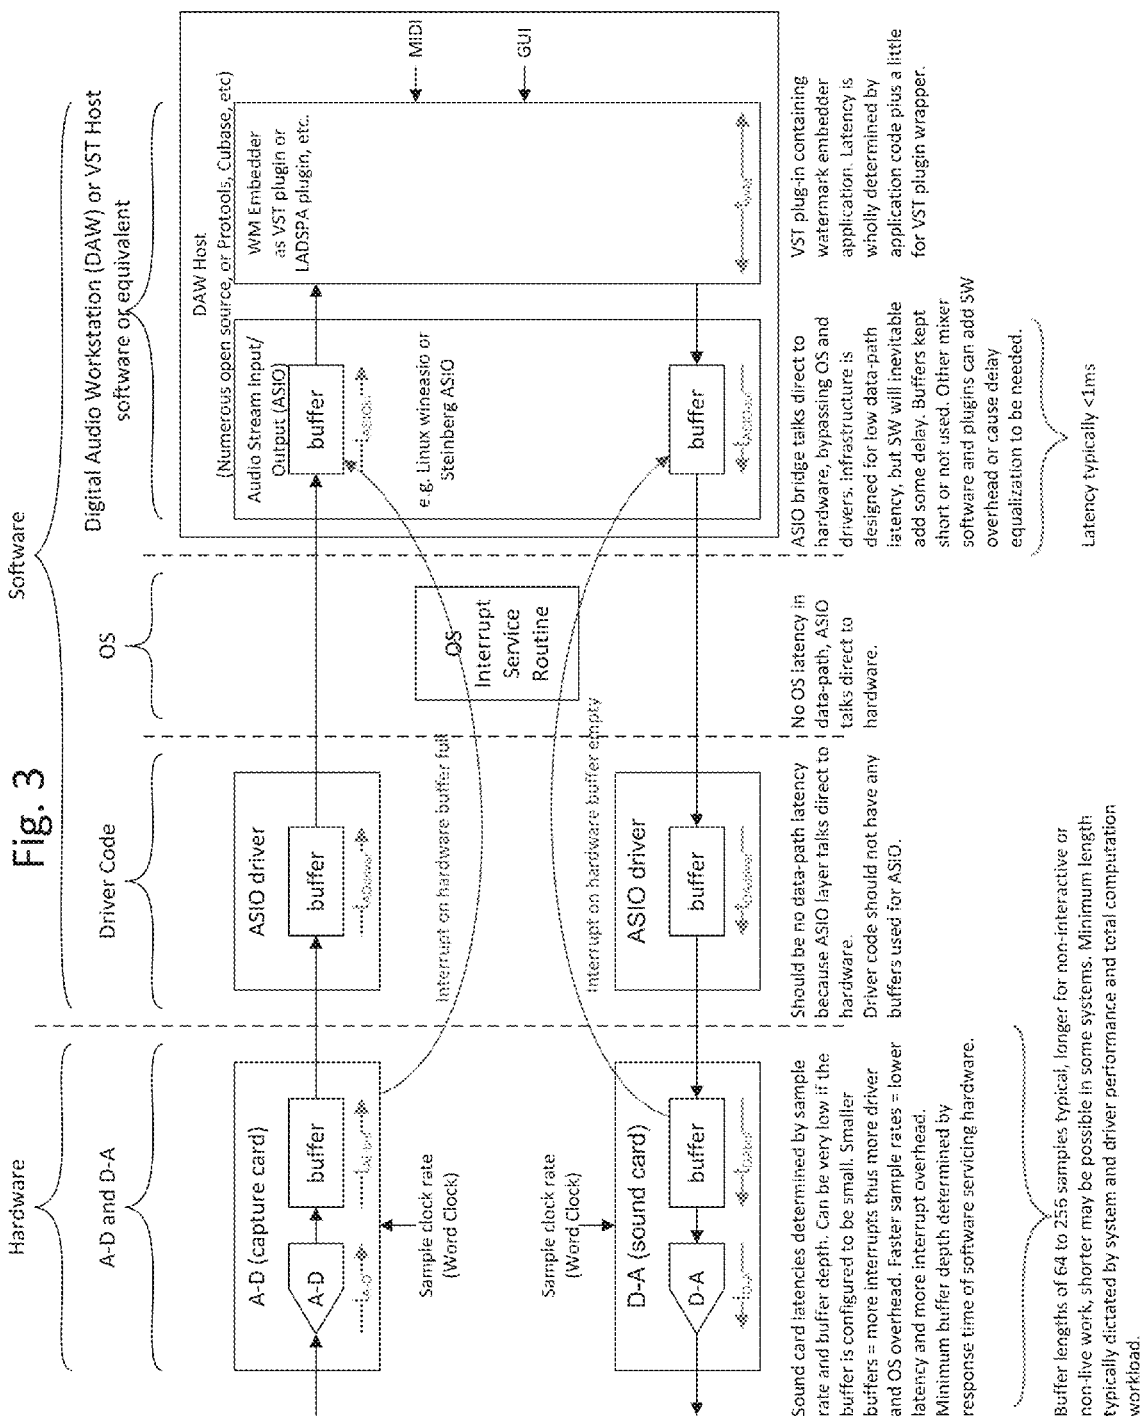 Fig. 3
Hardware
Software
A-D and D-A
Driver Code
OS
Digital Audio Workstation (DAW) or VST Host
software or equivalent
A-D (capture card)
A-D
buffer
Sample clock rate
(Word Clock)
ASIO driver
buffer
Interrupt on hardware buffer full
OS
Interrupt
Service
Routine
DAW Host
(Numerous open source, or Protools, Cubase, etc)
Audio Stream Input/
Output (ASIO)
buffer
e.g. Linux wineasio or
Steinberg ASIO
WM Embedder
as VST plugin or
LADSPA plugin, etc.
MIDI
GUI
Sample clock rate
(Word Clock)
D-A (sound card)
D-A
buffer
Interrupt on hardware buffer empty
ASIO driver
buffer
buffer
Sound card latencies determined by sample
rate and buffer depth. Can be very low if the
buffer is configured to be small. Smaller
buffers = more interrupts thus more driver
and OS overhead. Faster sample rates = lower
latency and more interrupt overhead.
Minimum buffer depth determined by
response time of software servicing hardware.
Should be no data-path latency
because ASIO layer talks direct to
hardware.
Driver code should not have any
buffers used for ASIO.
No OS latency in
data-path, ASIO
talks direct to
hardware.
ASIO bridge talks direct to
hardware, bypassing OS and
drivers. Infrastructure is
designed for low data-path
latency, but SW will inevitable
add some delay. Buffers kept
short or not used. Other mixer
software and plugins can add SW
overhead or cause delay
equalization to be needed.
VST plug-in containing
watermark embedder
application. Latency is
wholly determined by
application code plus a little
for VST plugin wrapper.
Buffer lengths of 64 to 256 samples typical, longer for non-interactive or
non-live work, shorter may be possible in some systems. Minimum length
typically dictated by system and driver performance and total computation
workload.
Latency typically <1ms